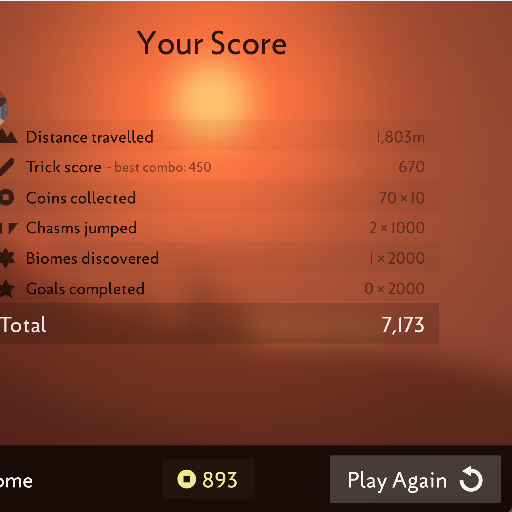 Your Score
Distance travelled 1,803m
Trick score - best combo: 450 670
Coins collected 70 × 10
Chasms jumped 2 × 1000
Biomes discovered 1 × 2000
Goals completed 0 × 2000
Total 7,173
ome 893 Play Again